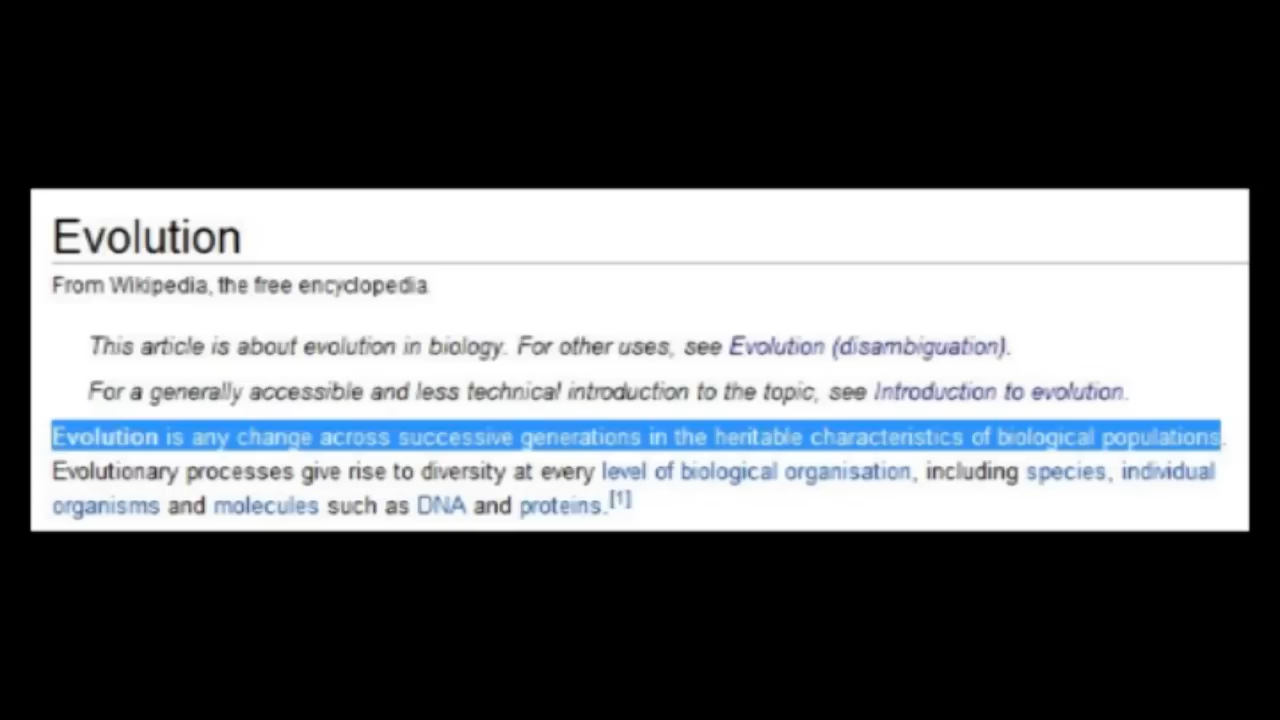 Evolution
From Wikipedia, the free encyclopedia
This article is about evolution in biology. For other uses, see Evolution (disambiguation).
For a generally accessible and less technical introduction to the topic, see Introduction to evolution.
Evolution is any change across successive generations in the heritable characteristics of biological populations.
Evolutionary processes give rise to diversity at every level of biological organisation, including species, individual
organisms and molecules such as DNA and proteins.[1]